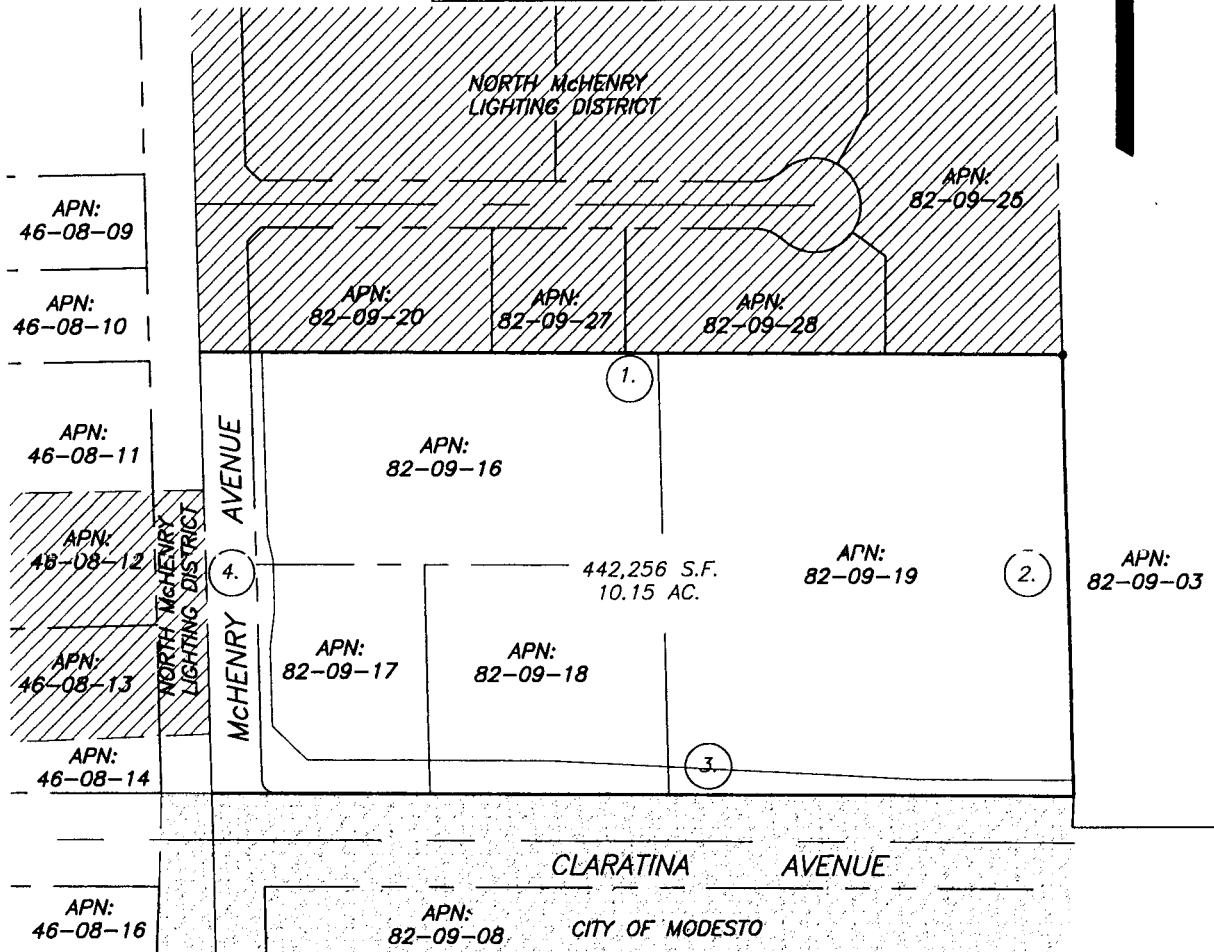 NORTH McHENRY
LIGHTING DISTRICT
APN:
82-09-25
APN:
46-08-09
APN:
46-08-10
APN:
82-09-20
APN:
82-09-27
APN:
82-09-28
1.
APN:
46-08-11
APN:
82-09-16
McHENRY AVENUE
NORTH McHENRY
LIGHTING DISTRICT
APN:
46-08-12
4.
442,256 S.F.
10.15 AC.
APN:
82-09-19
2.
APN:
82-09-03
APN:
46-08-13
APN:
82-09-17
APN:
82-09-18
APN:
46-08-14
3.
CLARATINA AVENUE
APN:
46-08-16
APN:
82-09-08
CITY OF MODESTO